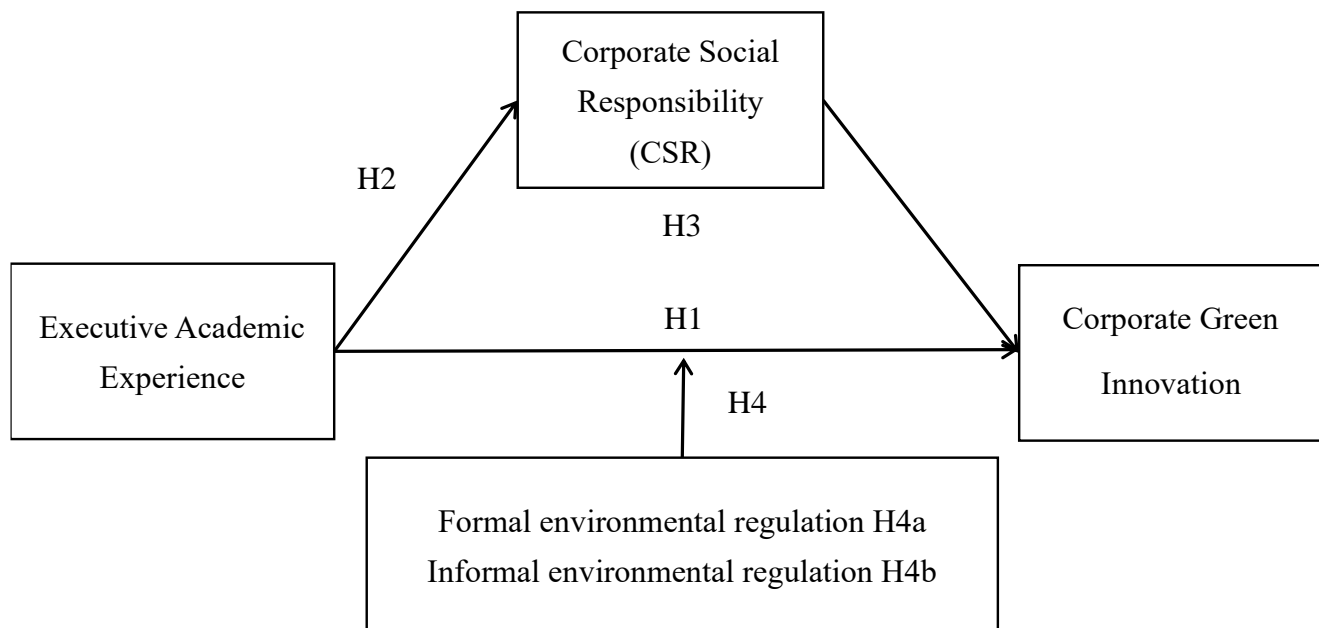 Corporate Social
Responsibility
(CSR)
H2
H3
Executive Academic
Experience
H1
Corporate Green
Innovation
H4
Formal environmental regulation H4a
Informal environmental regulation H4b